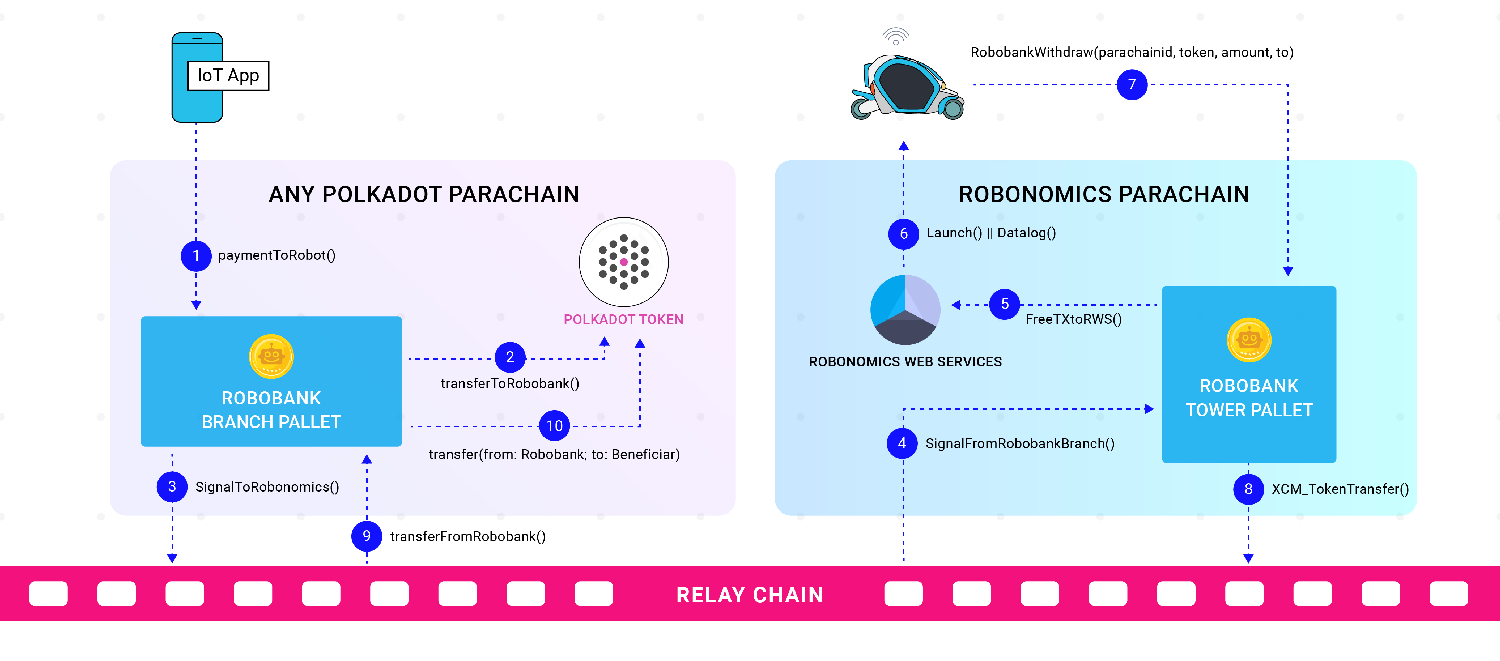 IoT App
RobobankWithdraw(parachainid, token, amount, to)
7
ANY POLKADOT PARACHAIN
ROBONOMICS PARACHAIN
1
paymentToRobot()
POLKADOT TOKEN
ROBOBANK
BRANCH PALLET
2
transferToRobobank()
10
transfer(from: Robobank; to: Beneficiar)
3
SignalToRobonomics()
9
transferFromRobobank()
6
Launch() || Datalog()
5
FreeTXtoRWS()
ROBONOMICS WEB SERVICES
ROBOBANK
TOWER PALLET
4
SignalFromRobobankBranch()
8
XCM_TokenTransfer()
RELAY CHAIN